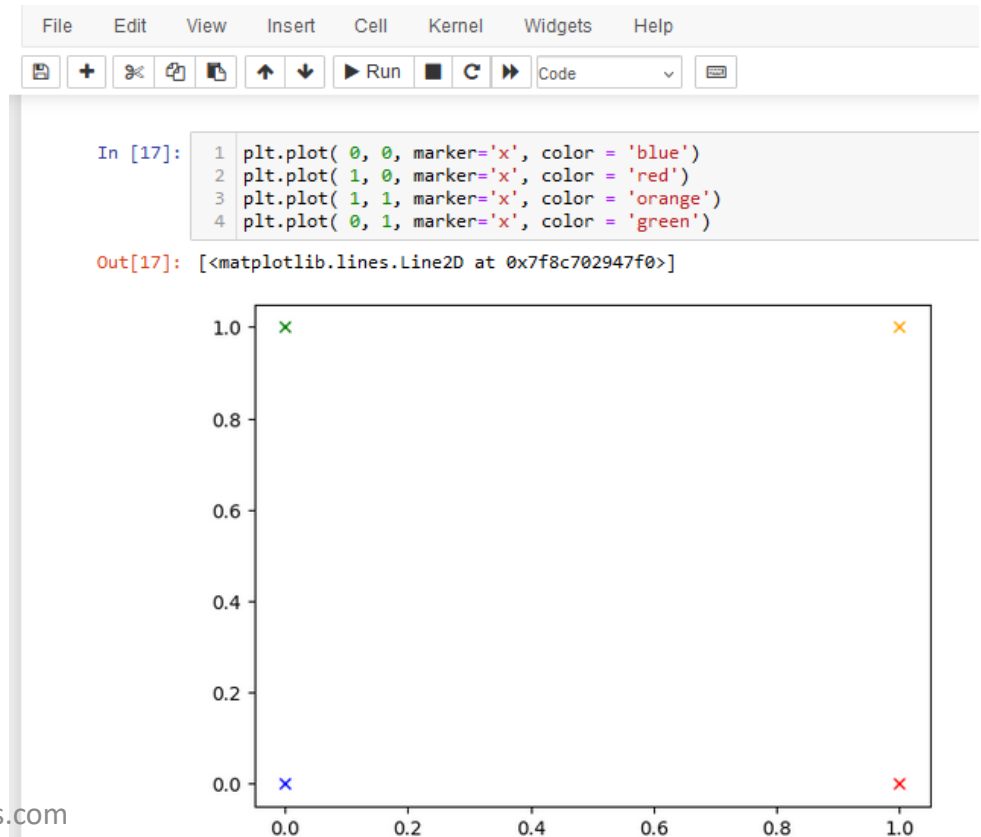 File Edit View Insert Cell Kernel Widgets Help
Run Code
In [17]:
1 plt.plot( 0, 0, marker='x', color = 'blue')
2 plt.plot( 1, 0, marker='x', color = 'red')
3 plt.plot( 1, 1, marker='x', color = 'orange')
4 plt.plot( 0, 1, marker='x', color = 'green')
Out[17]: [<matplotlib.lines.Line2D at 0x7f8c702947f0>]
1.0
0.8
0.6
0.4
0.2
0.0
s.com
0.0 0.2 0.4 0.6 0.8 1.0